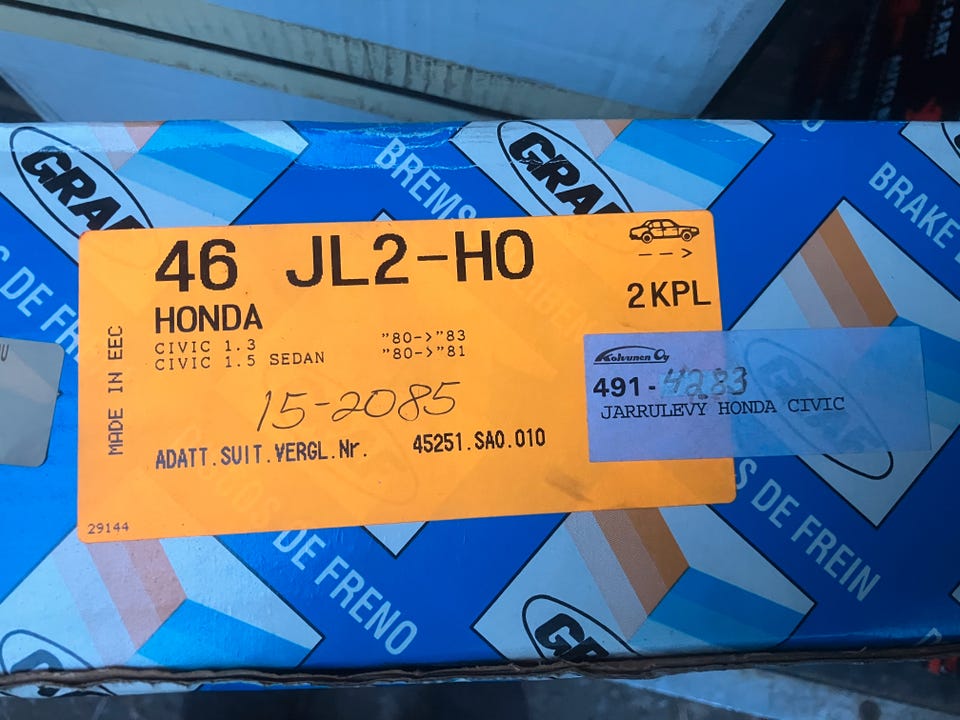 BREMS
BRAKE
46 JL2-HO
2KPL
HONDA
CIVIC 1.3 "80->"83
CIVIC 1.5 SEDAN "80->"81
15-2085
ADATT.SUIT.VERGL.Nr. 45251.SA0.010
MADE IN EEC
29144
Kolvunen Oy
491-4283
JARRULEVY HONDA CIVIC
DE FRENO
S DE FREIN